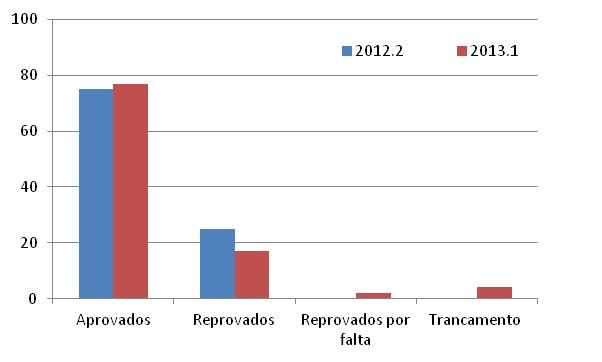 100
80
60
40
20
0
2012.2
2013.1
Aprovados
Reprovados
Reprovados por
falta
Trancamento